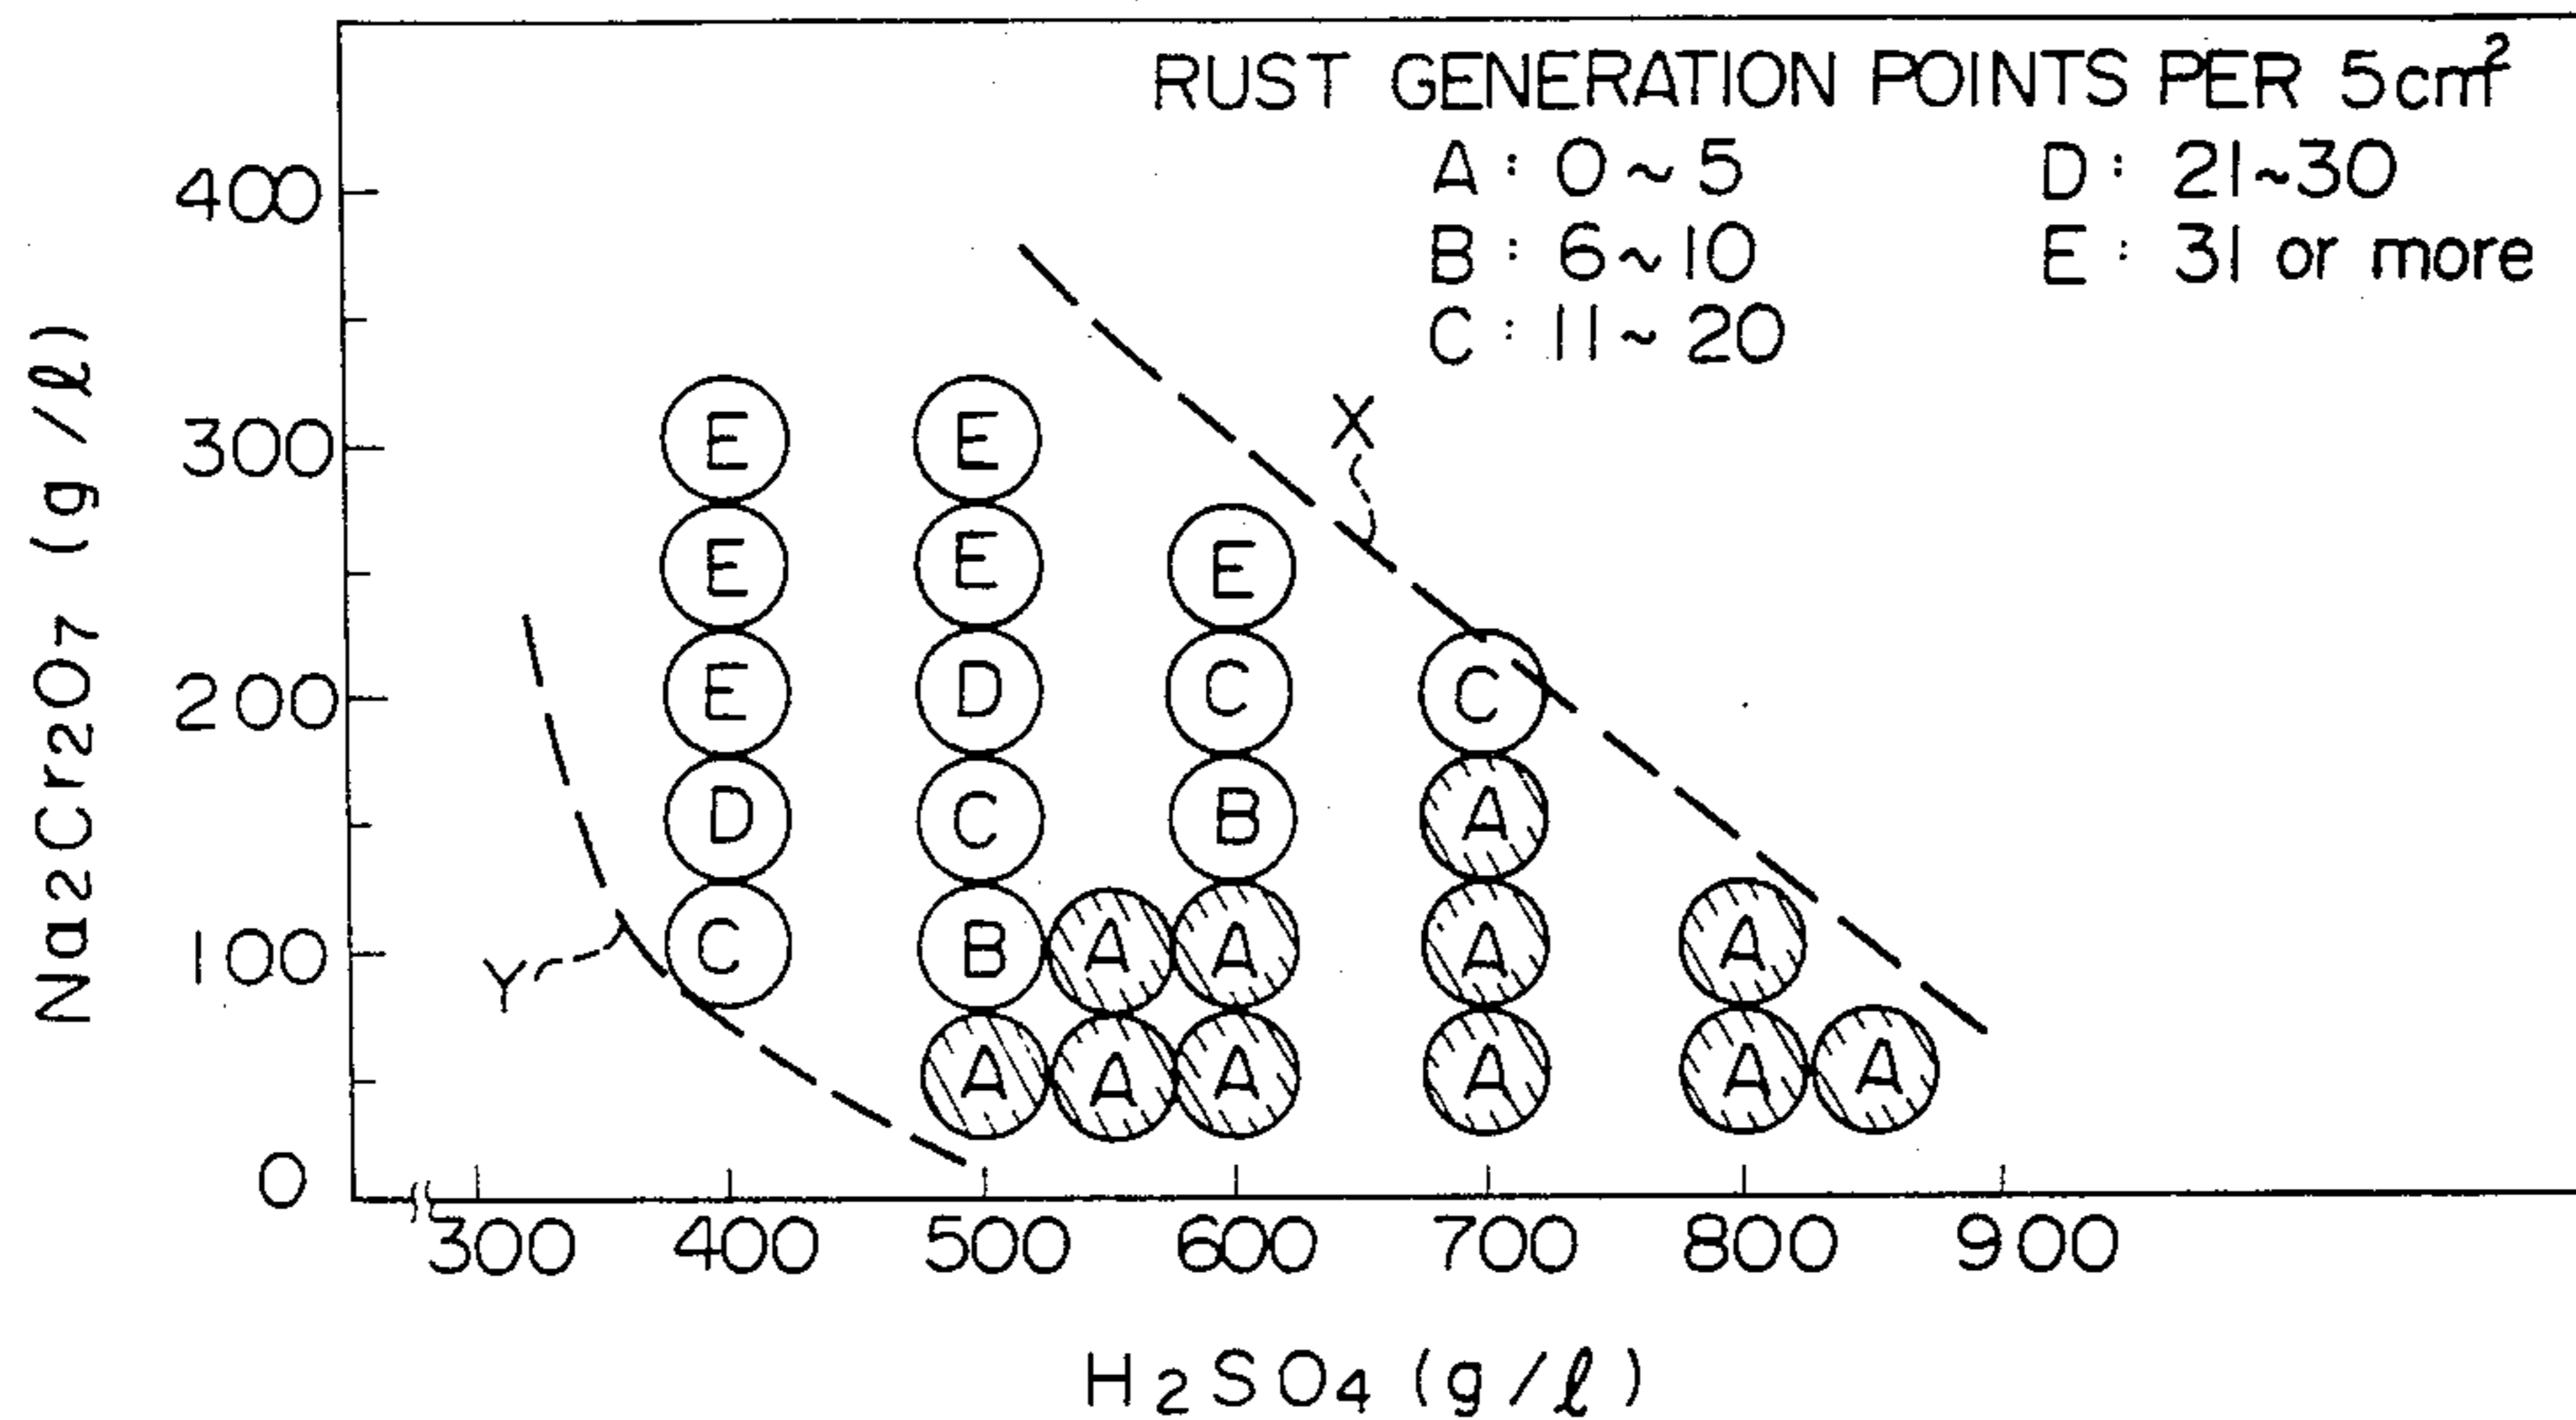 RUST GENERATION POINTS PER 5cm²
A : 0~5 D : 21~30
B : 6~10 E : 31 or more
C : 11~20
400
300
200
100
0
Na2Cr2O7 (g/ℓ)
X
Y
E E
E E E
E D C C
D C B A
C B A A A A
A A A A A A
300 400 500 600 700 800 900
H2SO4 (g/ℓ)